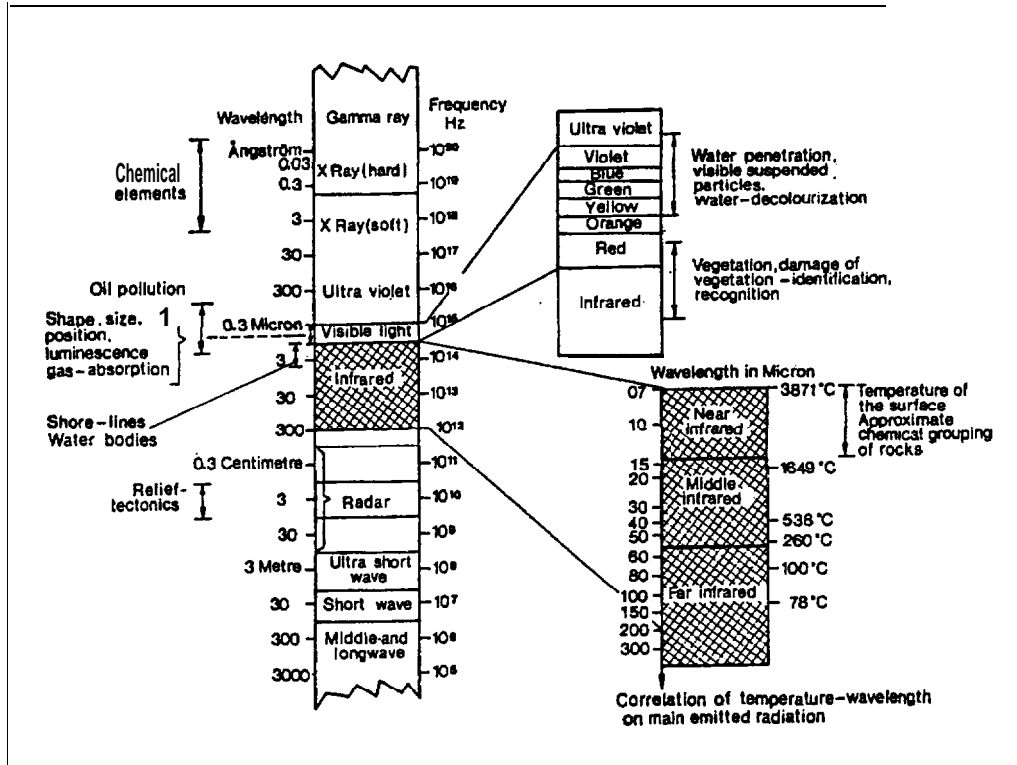 Wavelength
Ångström
0.03
0.3
3
30
300
0.3 Micron
3
30
300
0.3 Centimetre
3
30
3 Metre
30
300
3000
Gamma ray
X Ray (hard)
X Ray (soft)
Ultra violet
Visible light
Infrared
Radar
Ultra short
wave
Short wave
Middle-and
longwave
Frequency
Hz
10²⁰
10¹⁹
10¹⁸
10¹⁷
10¹⁶
10¹⁵
10¹⁴
10¹³
10¹²
10¹¹
10¹⁰
10⁹
10⁸
10⁷
10⁶
10⁵
Chemical
elements
Oil pollution
Shape, size, 1
position,
luminescence
gas-absorption
Shore-lines
Water bodies
Relief-
tectonics
Ultra violet
Violet
Blue
Green
Yellow
Orange
Red
Infrared
Water penetration,
visible suspended
particles.
water-decolourization
Vegetation, damage of
vegetation - identification,
recognition
Wavelength in Micron
07
10
15
20
30
40
50
60
80
100
150
200
300
Near
infrared
Middle
infrared
Far infrared
3871°C
1649 °C
538 °C
260 °C
100 °C
78 °C
Temperature of
the surface
Approximate
chemical grouping
of rocks
Correlation of temperature-wavelength
on main emitted radiation